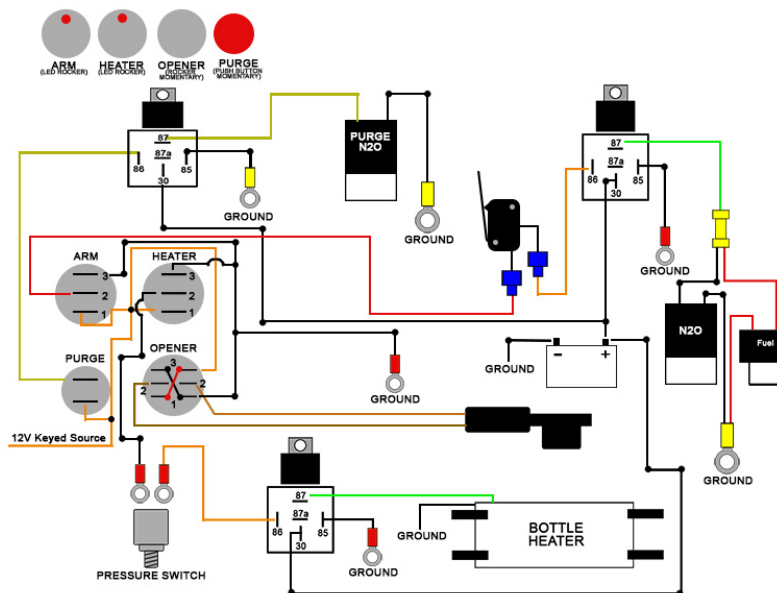 ARM
(LED ROCKER)
HEATER
(LED ROCKER)
OPENER
(ROCKER
MOMENTARY)
PURGE
(PUSH BUTTON
MOMENTARY)
87
87a
86
85
30
GROUND
PURGE
N2O
GROUND
87
87a
86
85
30
GROUND
ARM
3
2
1
HEATER
3
2
1
PURGE
OPENER
3
2
2
1
12V Keyed Source
GROUND
GROUND
- +
N2O
Fuel
GROUND
PRESSURE SWITCH
87
87a
86
85
30
GROUND
GROUND
BOTTLE
HEATER